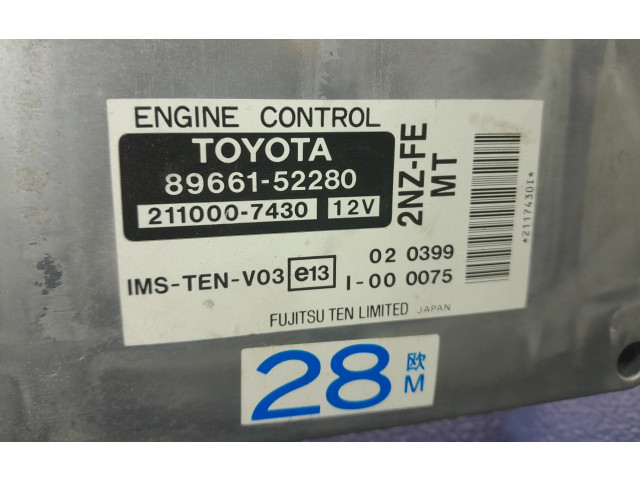 ENGINE CONTROL
TOYOTA
89661-52280
211000-7430 12V
2NZ-FE
MT
*2117430I*
IMS-TEN-V03 e13
02 0399
I-00 0075
FUJITSU TEN LIMITED JAPAN
28 欧M